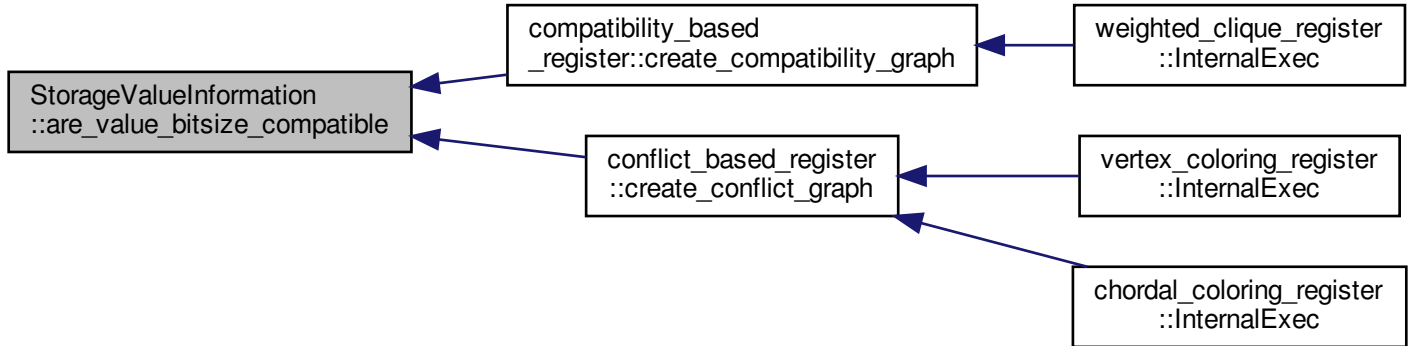 StorageValueInformation
::are_value_bitsize_compatible
compatibility_based
_register::create_compatibility_graph
weighted_clique_register
::InternalExec
conflict_based_register
::create_conflict_graph
vertex_coloring_register
::InternalExec
chordal_coloring_register
::InternalExec